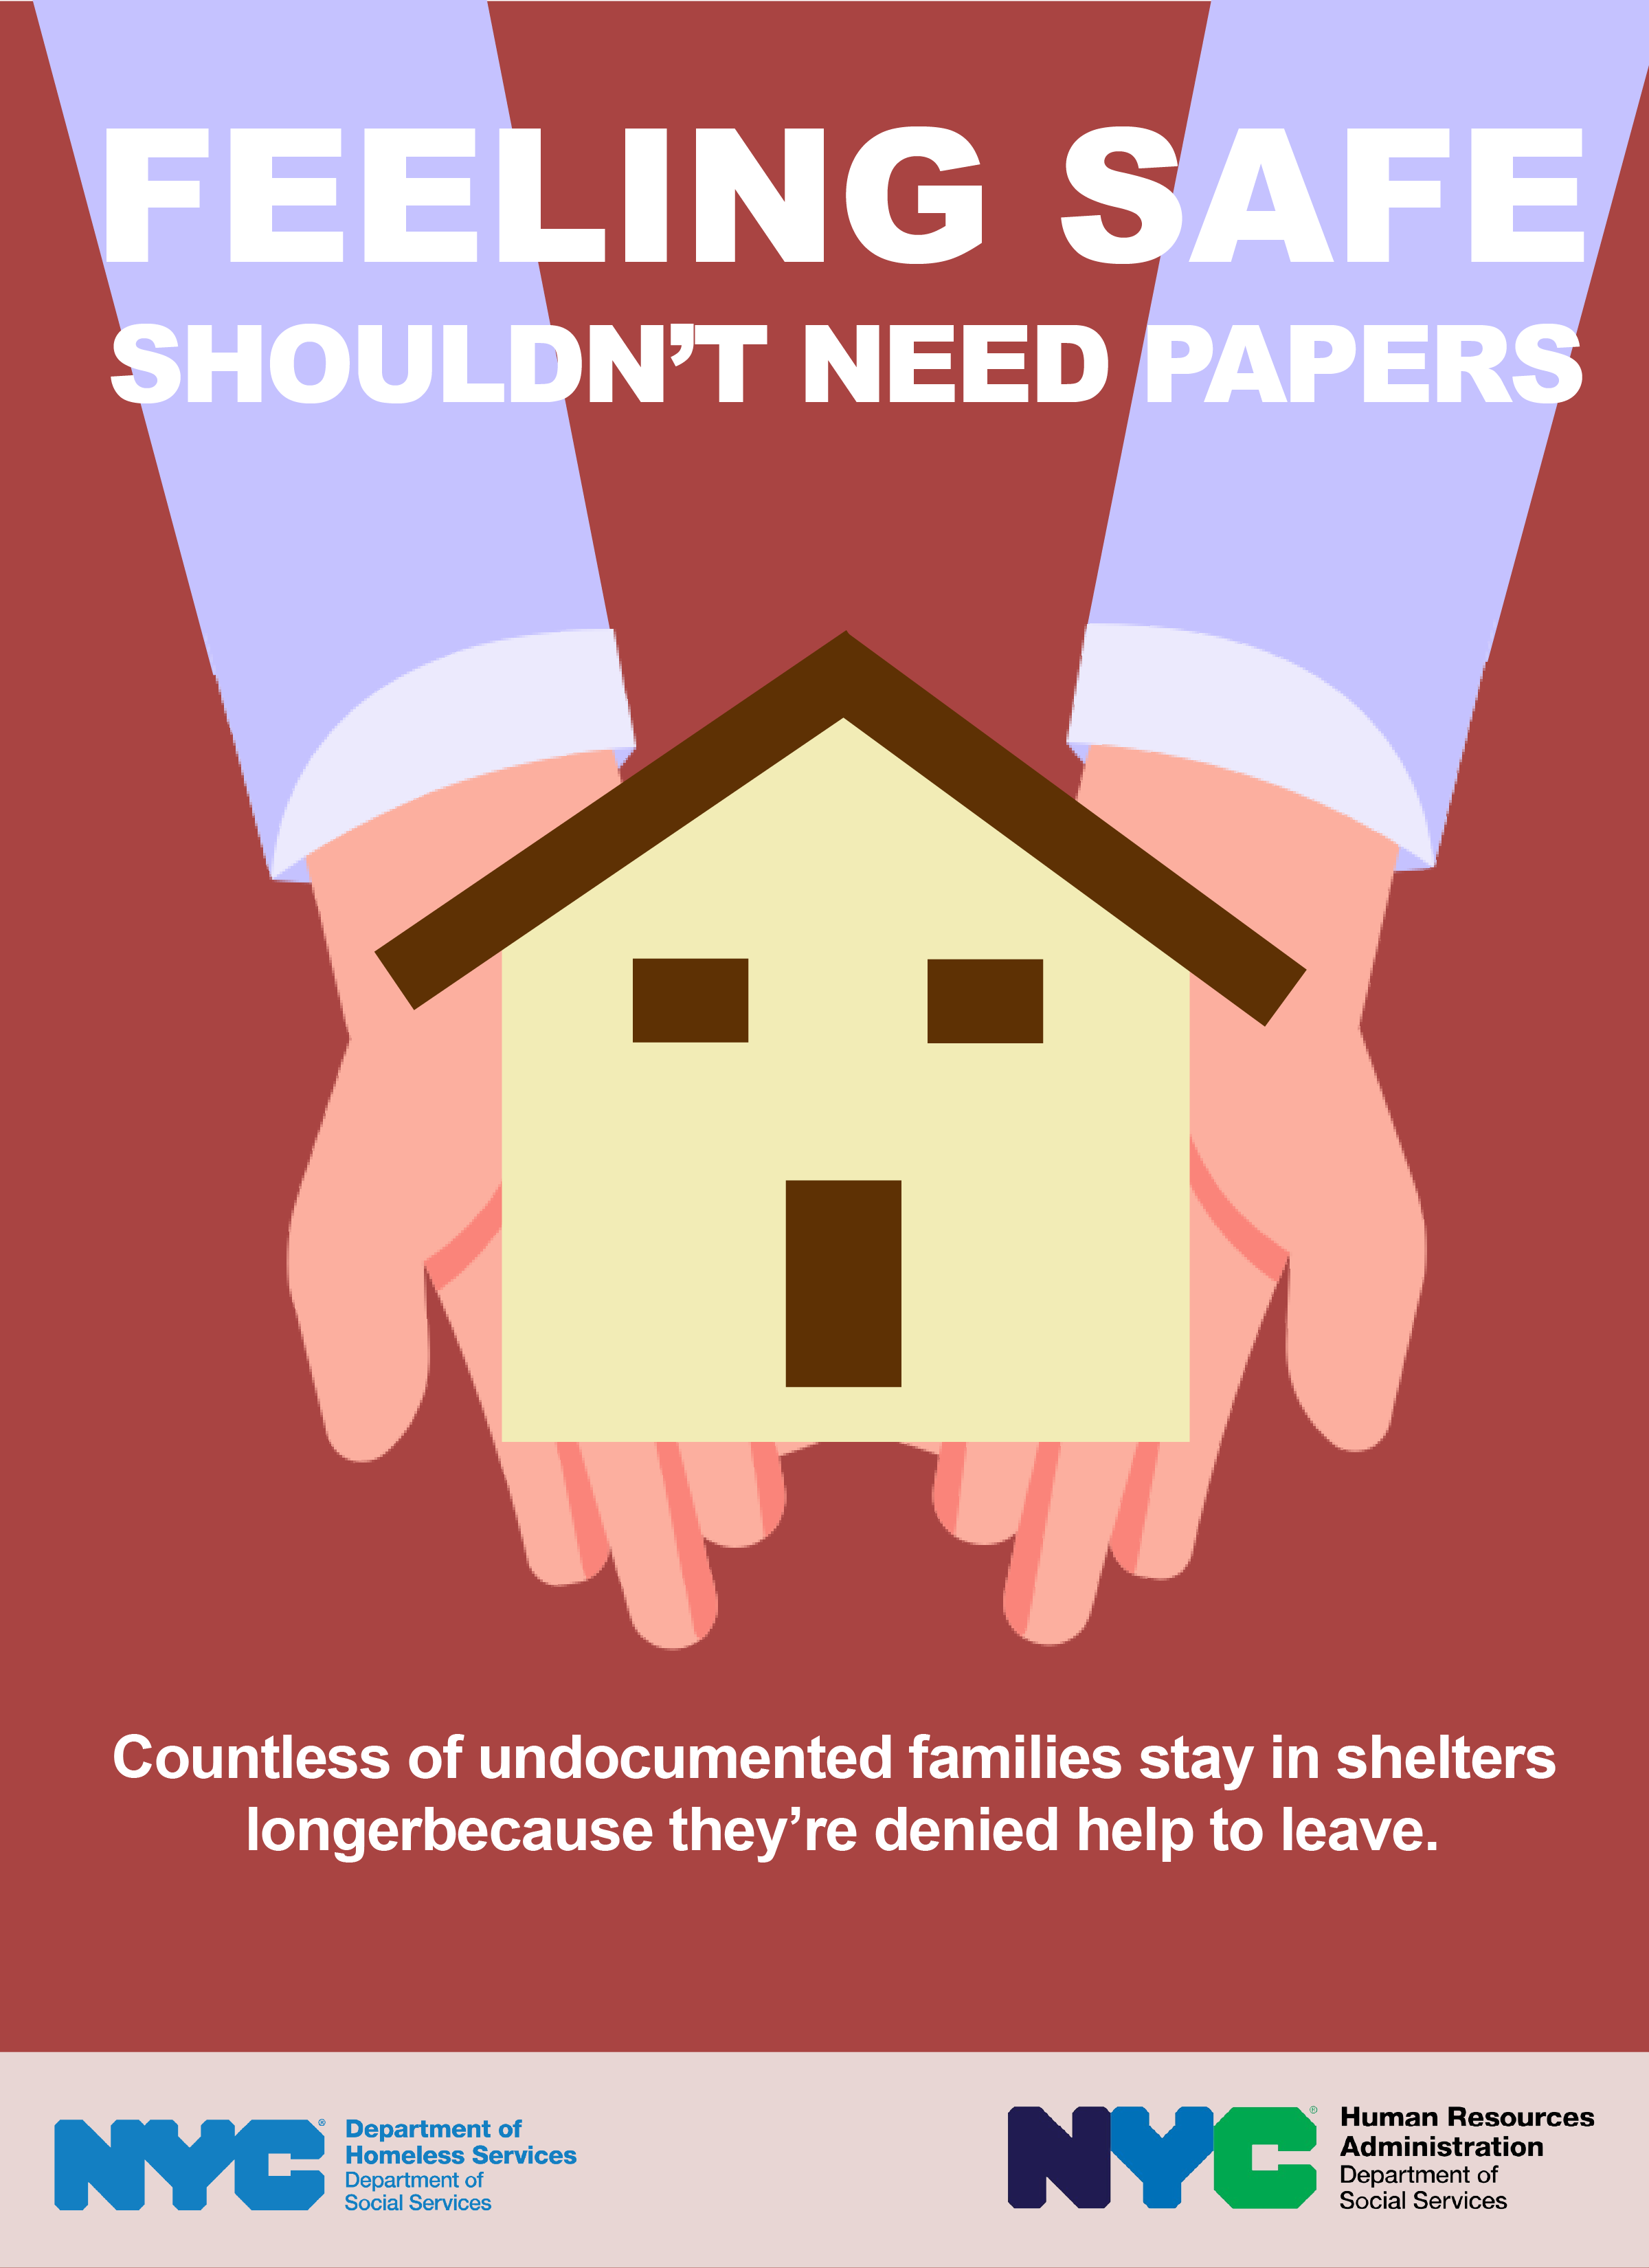 FEELING SAFE
SHOULDN’T NEED PAPERS
Countless of undocumented families stay in shelters
longerbecause they’re denied help to leave.
NYC®
Department of
Homeless Services
Department of
Social Services
NYC®
Human Resources
Administration
Department of
Social Services